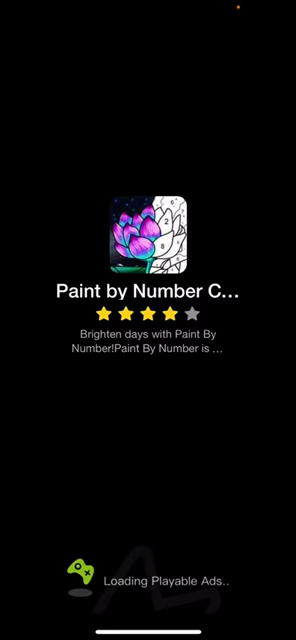 Paint by Number C...
Brighten days with Paint By
Number!Paint By Number is ...
Loading Playable Ads..